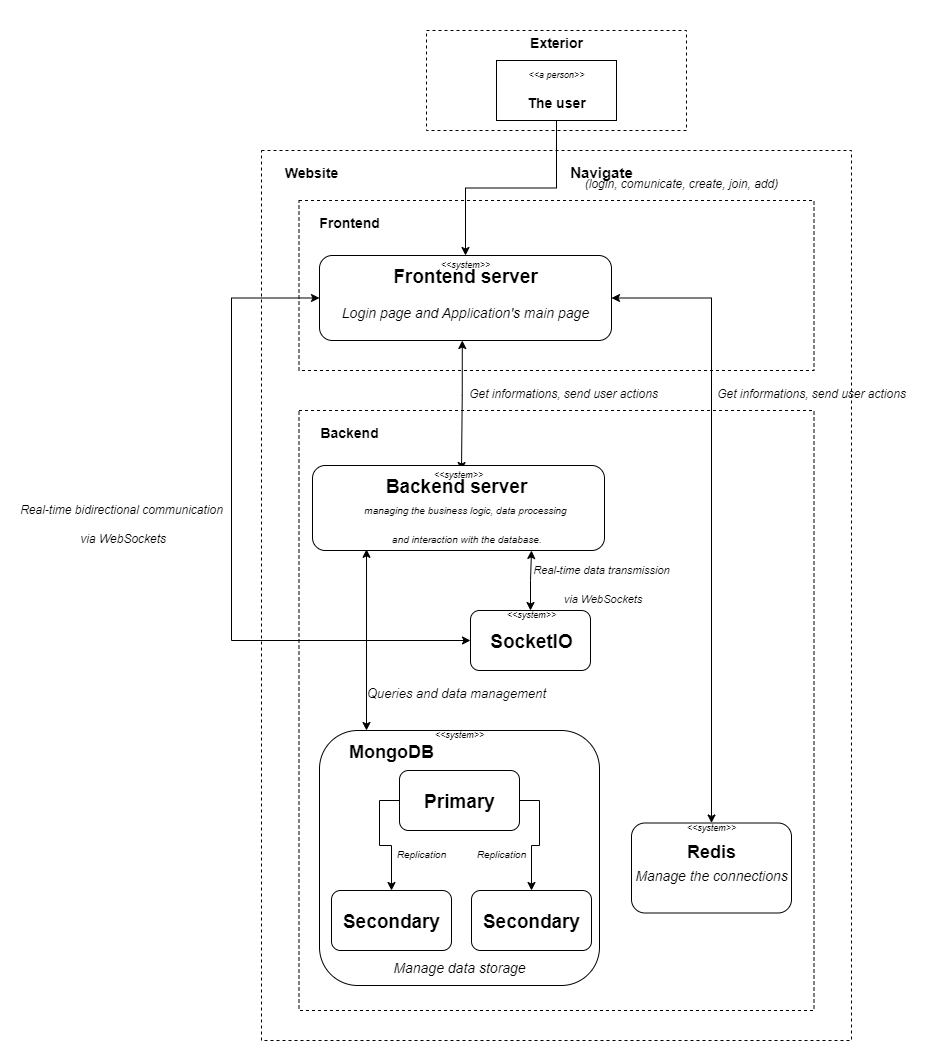 Exterior
<<a person>>
The user
Website
Navigate
(login, comunicate, create, join, add)
Frontend
<<system>>
Frontend server
Login page and Application's main page
Get informations, send user actions
Get informations, send user actions
Backend
<<system>>
Backend server
managing the business logic, data processing
and interaction with the database.
Real-time bidirectional communication
via WebSockets
Real-time data transmission
via WebSockets
<<system>>
SocketIO
Queries and data management
<<system>>
MongoDB
Primary
Replication
Replication
Secondary
Secondary
Manage data storage
<<system>>
Redis
Manage the connections